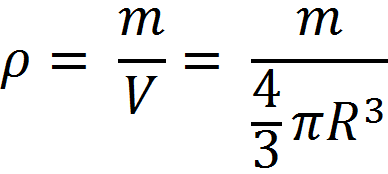 ρ = m/V = m/(4/3 πR³)